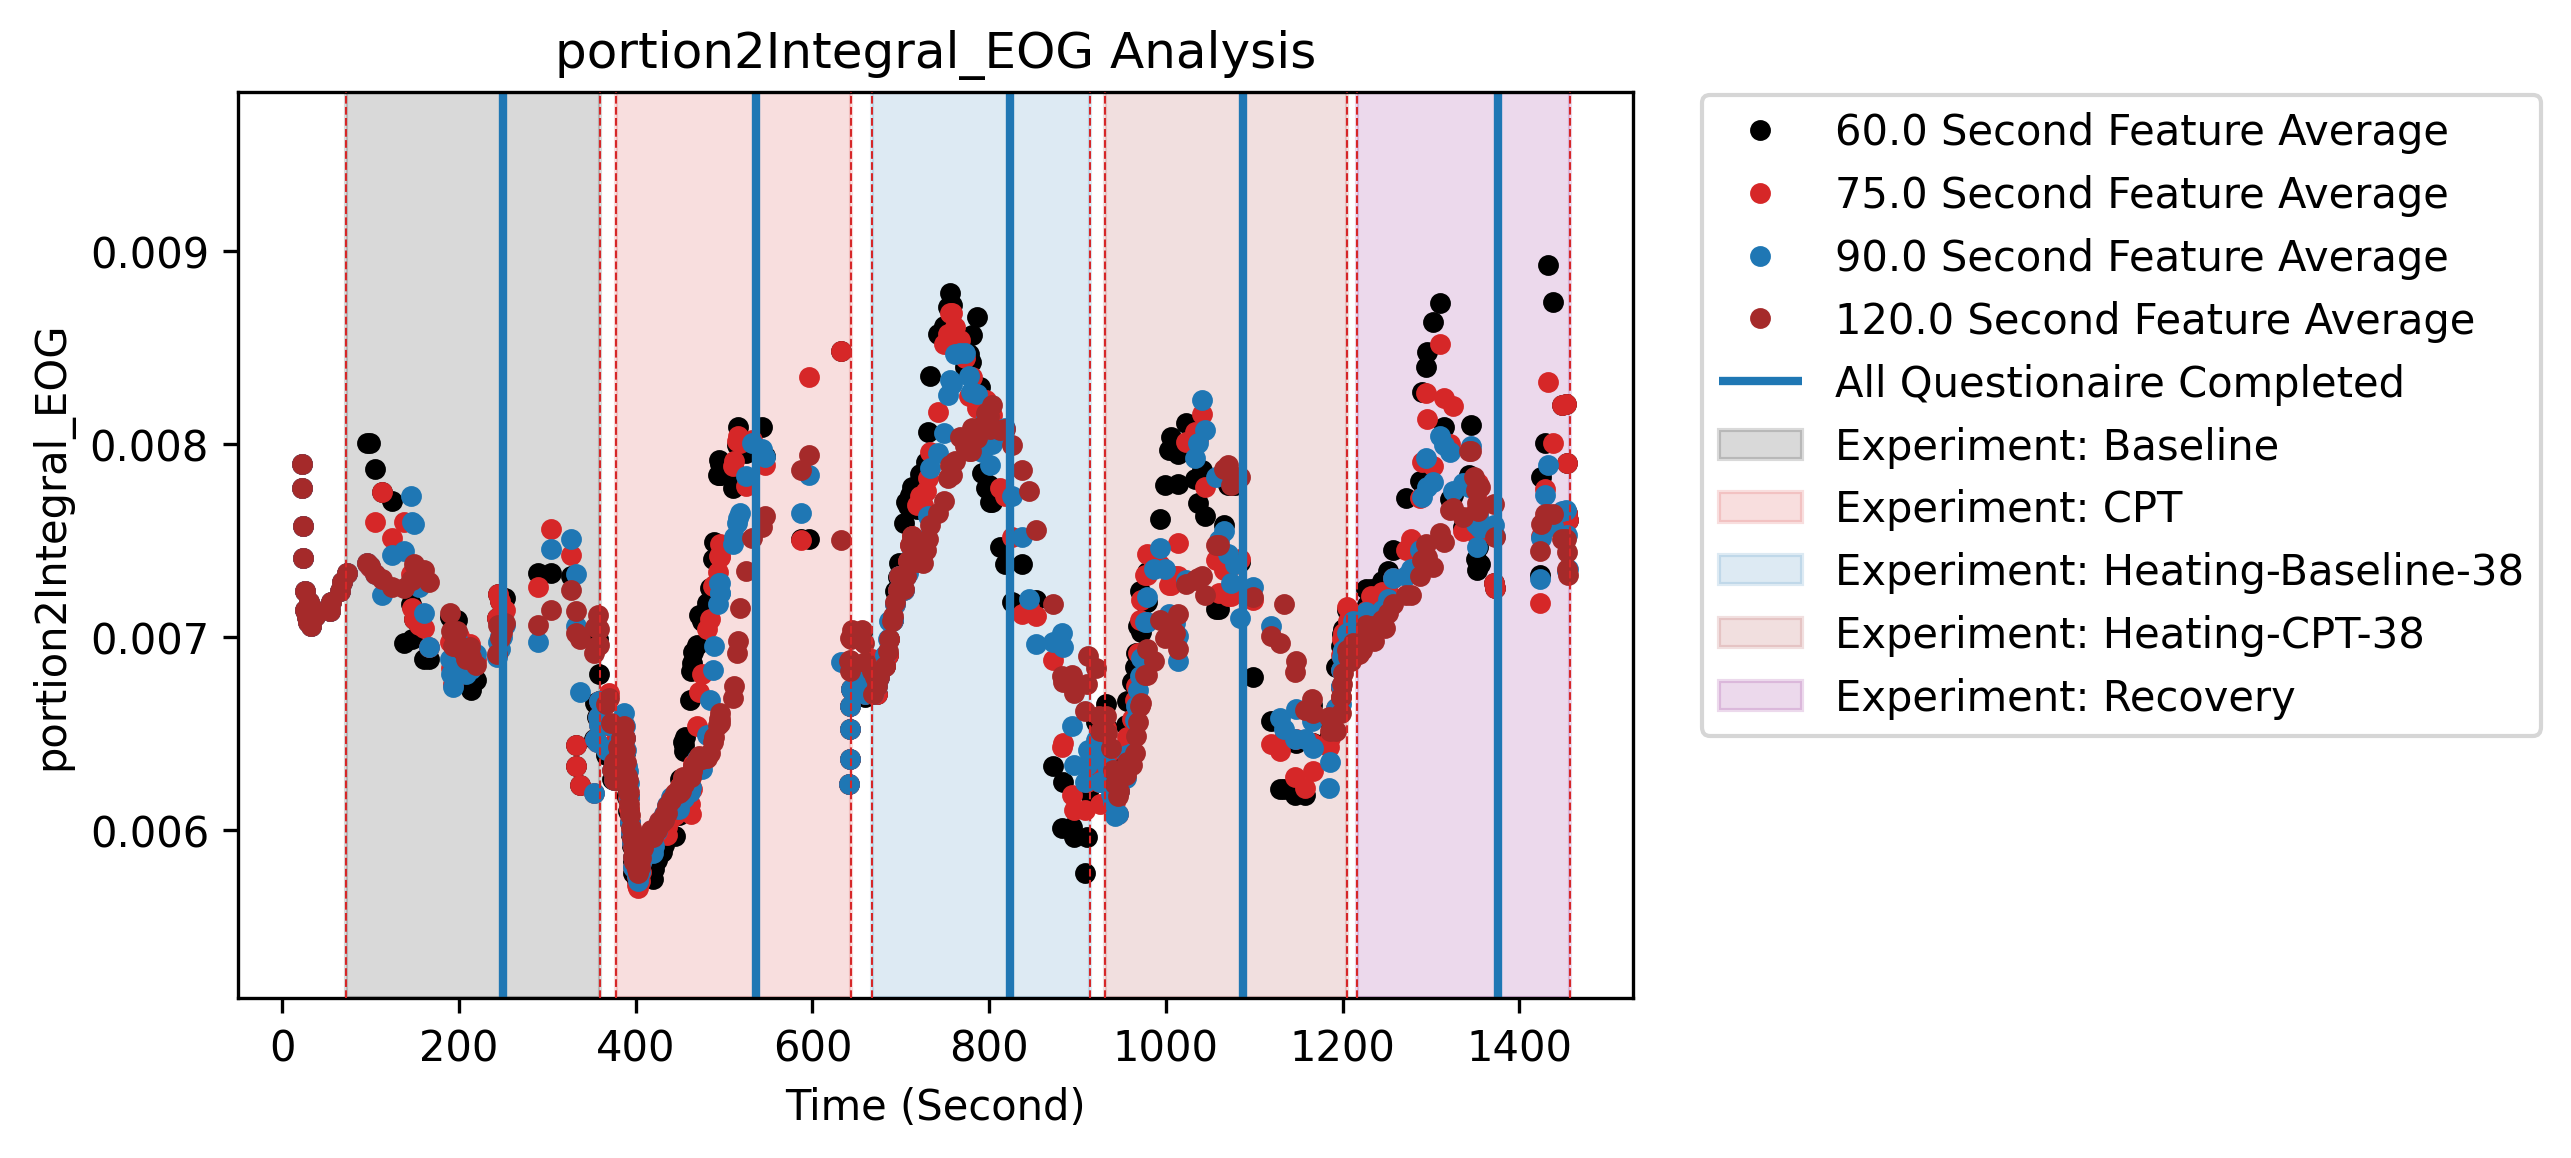 portion2Integral_EOG Analysis
portion2Integral_EOG
0.009
0.008
0.007
0.006
0
200
400
600
800
1000
1200
1400
Time (Second)
60.0 Second Feature Average
75.0 Second Feature Average
90.0 Second Feature Average
120.0 Second Feature Average
All Questionaire Completed
Experiment: Baseline
Experiment: CPT
Experiment: Heating-Baseline-38
Experiment: Heating-CPT-38
Experiment: Recovery